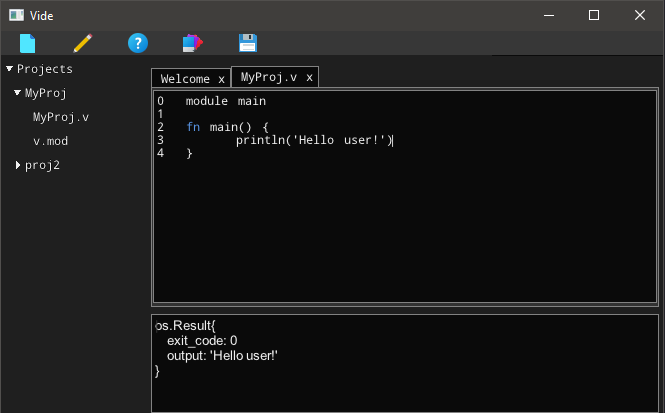 Vide
?
Projects
MyProj
MyProj.v
v.mod
proj2
Welcome x
MyProj.v x
0 module main
1
2 fn main() {
3 println('Hello user!')
4 }
os.Result{
exit_code: 0
output: 'Hello user!'
}